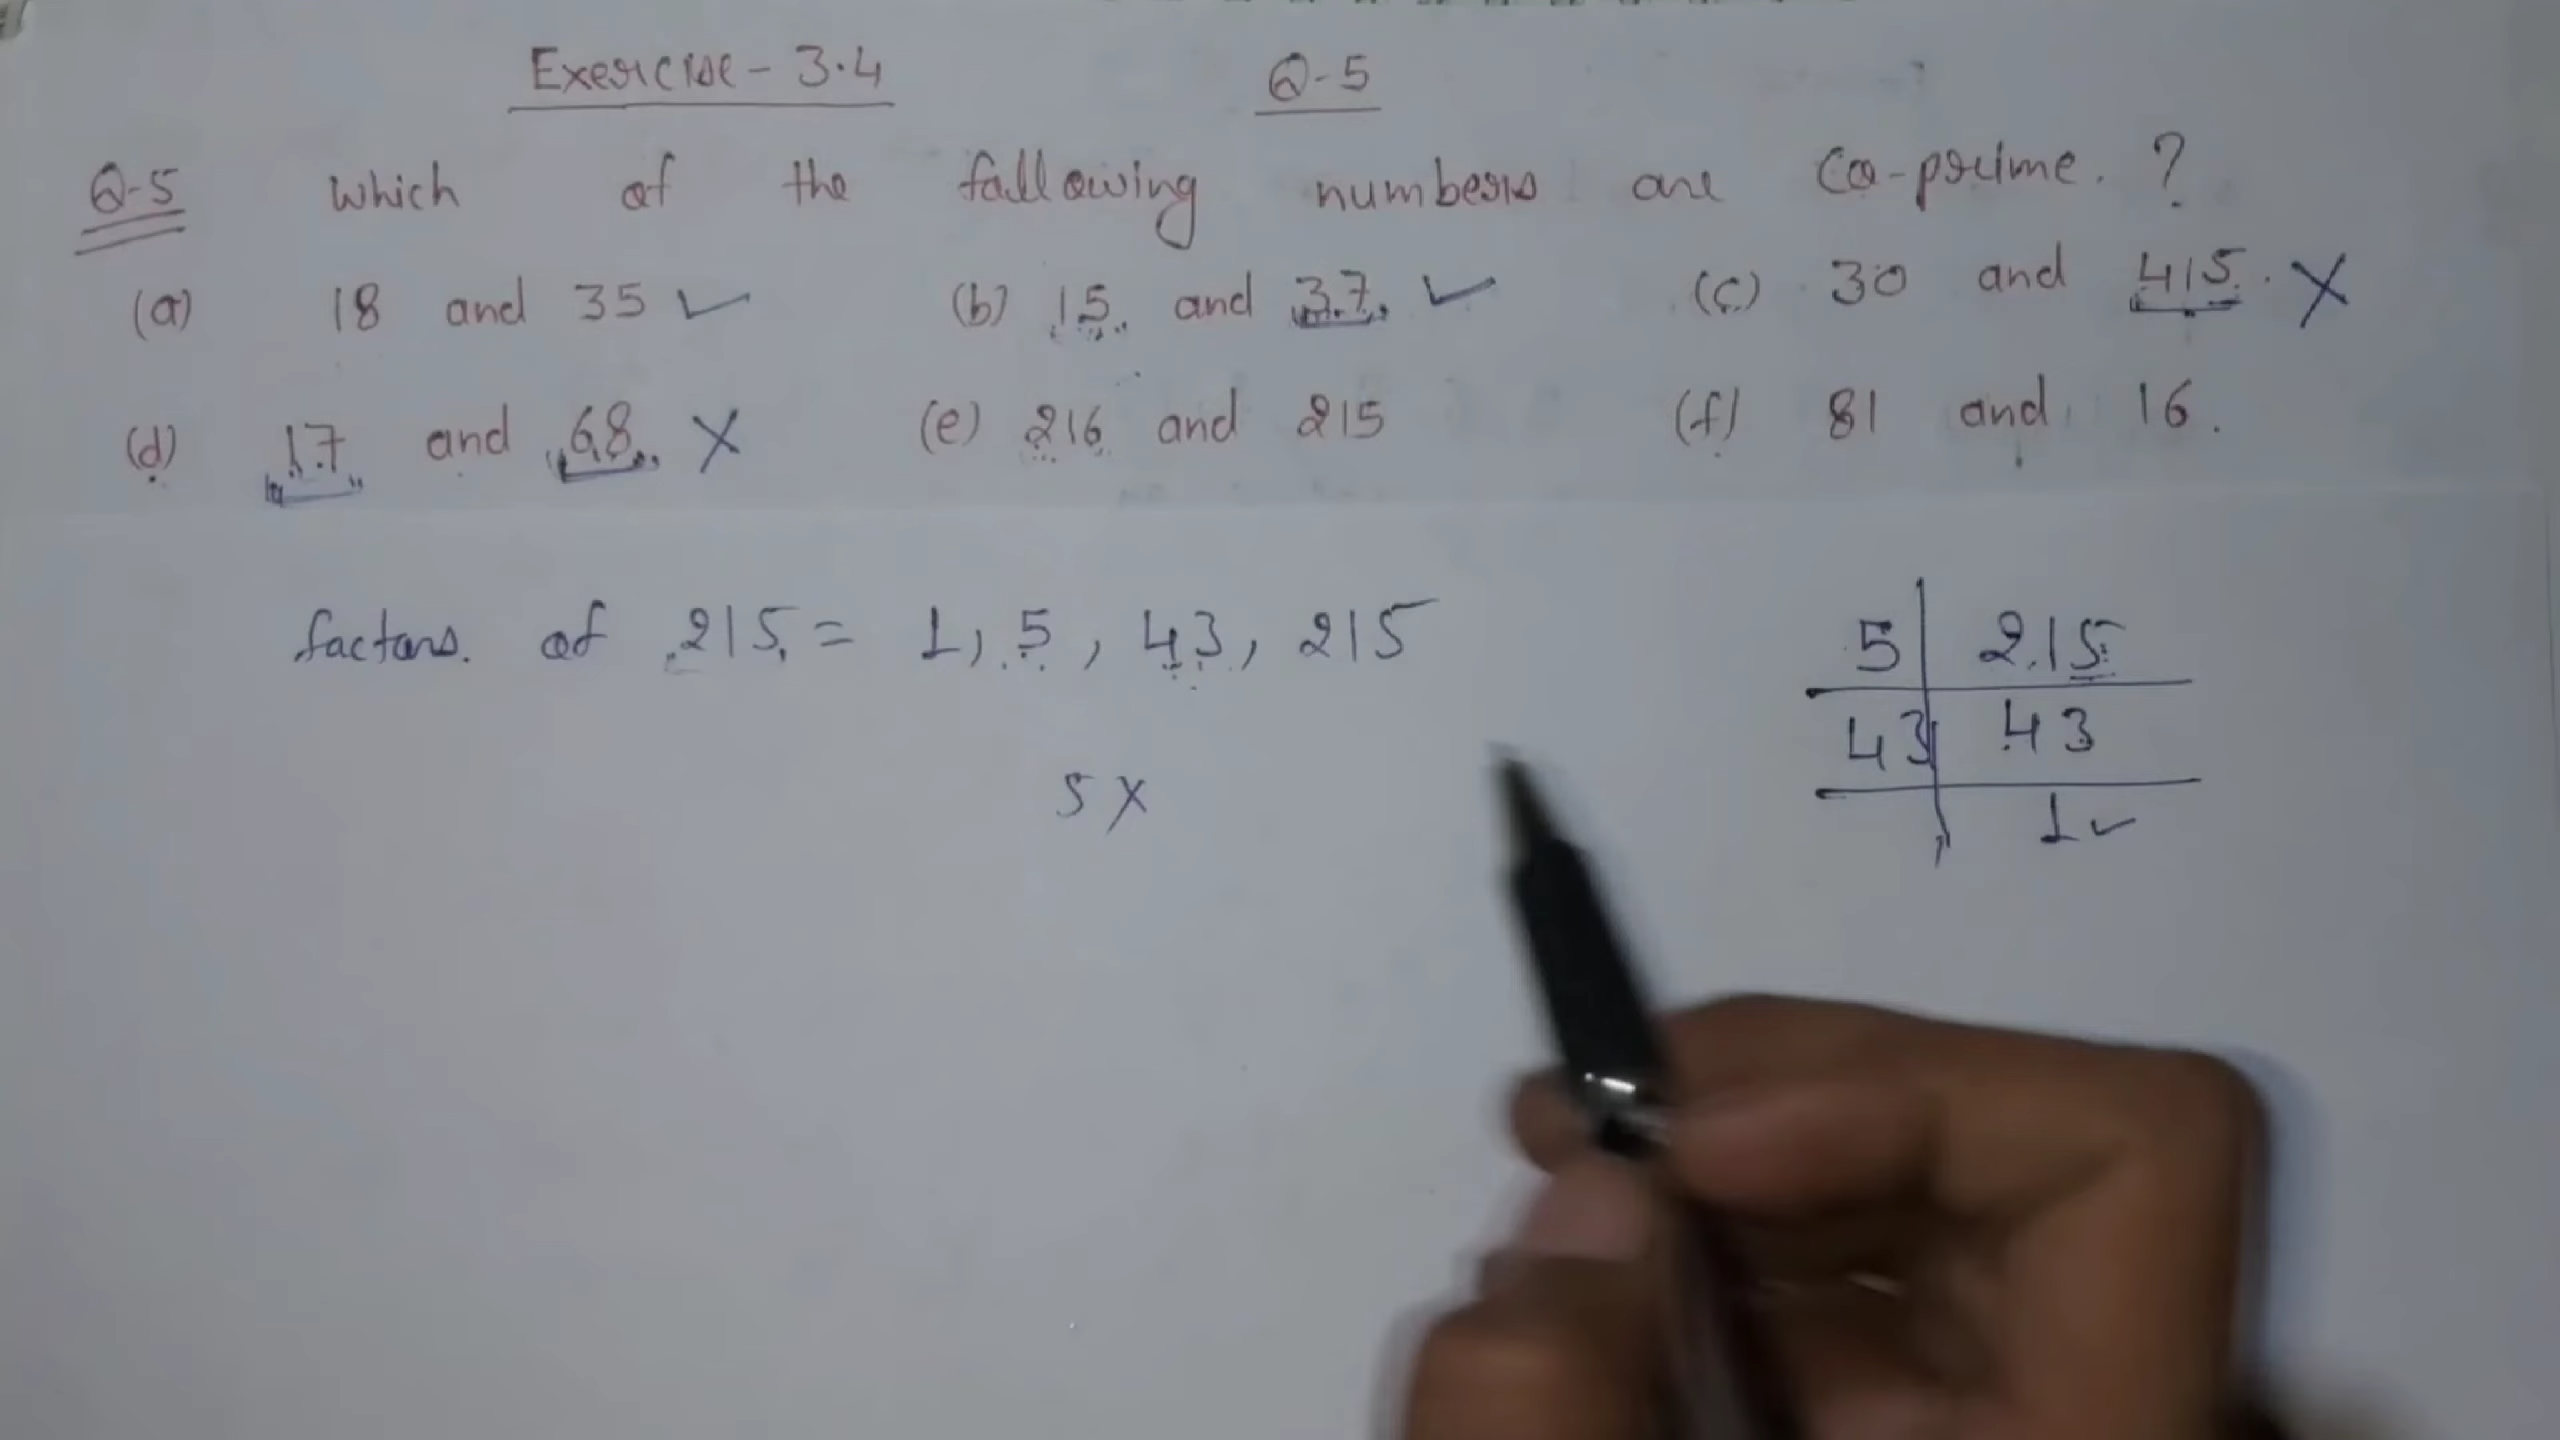 Exercise - 3.4 Q-5
Q-5 which of the fallowing numbers are Co-prime. ?
(a) 18 and 35 ✓ (b) 15 and 37 ✓ (c) 30 and 415. X
(d) 17 and 68 X (e) 216 and 215 (f) 81 and 16.
factors. of 215 = 1, 5, 43, 215
5 X
5 | 215
43 | 43
1 ✓